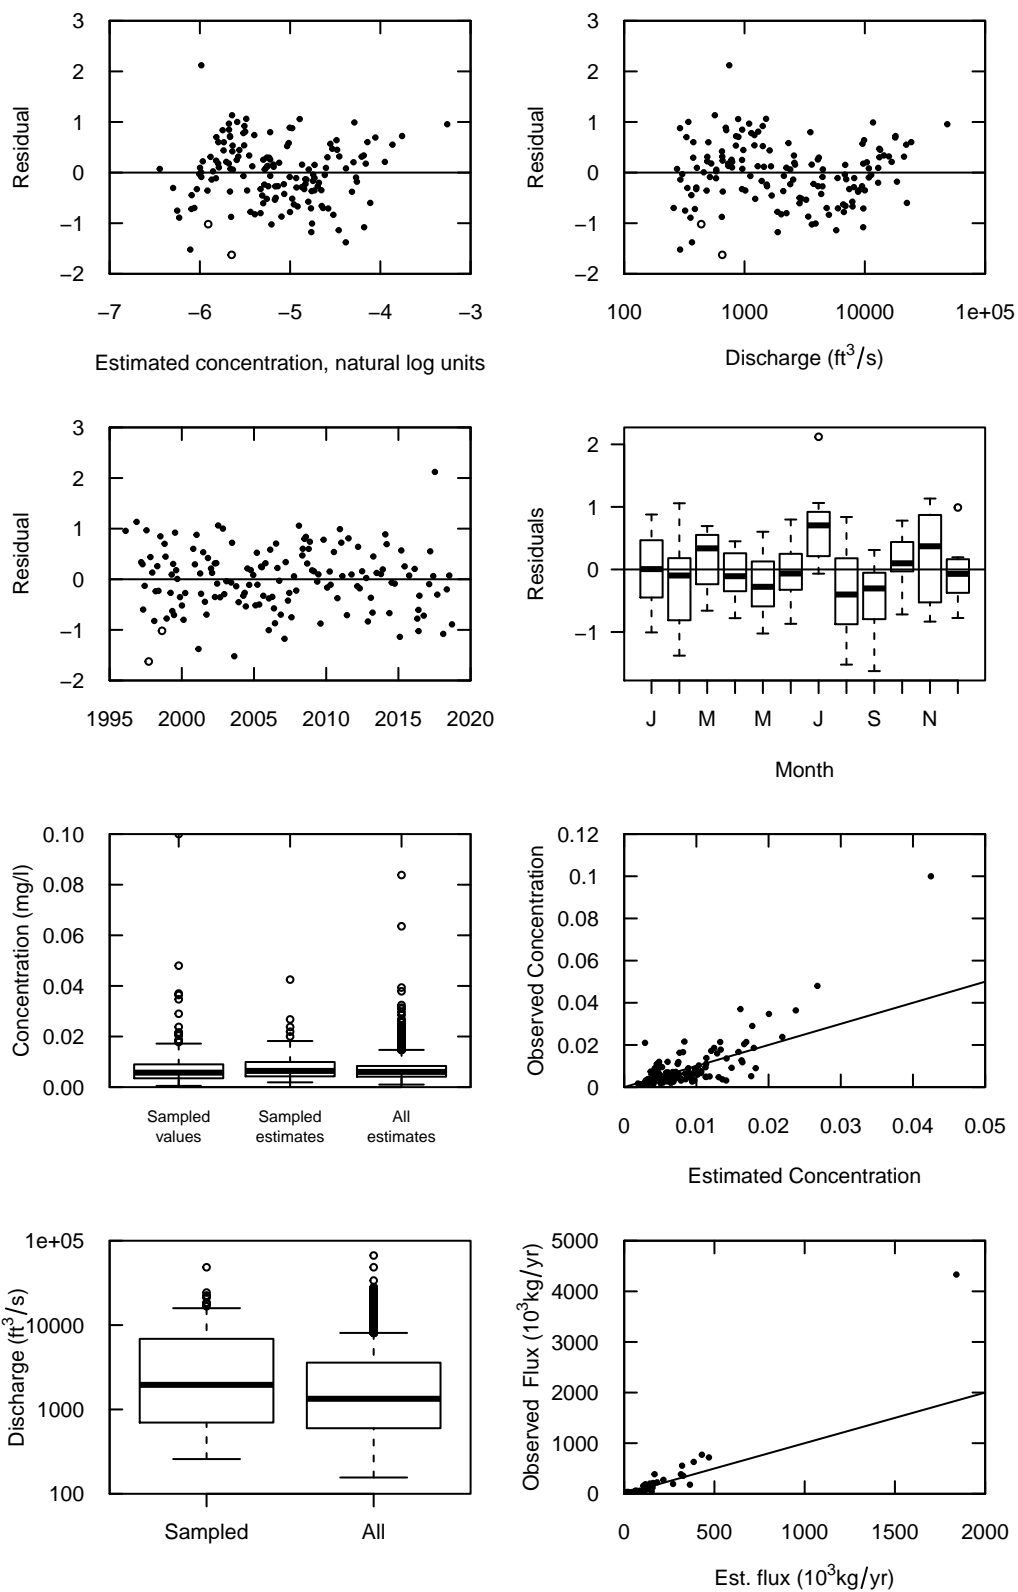 3
2
1
0
−1
−2
Residual
−7
−6
−5
−4
−3
Estimated concentration, natural log units
3
2
1
0
−1
−2
Residual
100
1000
10000
1e+05
Discharge (ft³/s)
3
2
1
0
−1
−2
Residual
1995
2000
2005
2010
2015
2020
2
1
0
−1
Residuals
J
M
M
J
S
N
Month
0.10
0.08
0.06
0.04
0.02
0.00
Concentration (mg/l)
Sampled
values
Sampled
estimates
All
estimates
0.12
0.1
0.08
0.06
0.04
0.02
0
Observed Concentration
0
0.01
0.02
0.03
0.04
0.05
Estimated Concentration
1e+05
10000
1000
100
Discharge (ft³/s)
Sampled
All
5000
4000
3000
2000
1000
0
Observed Flux (10³kg/yr)
0
500
1000
1500
2000
Est. flux (10³kg/yr)